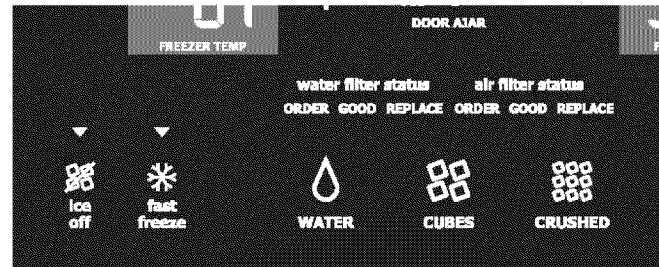 DOOR AJAR
FREEZER TEMP
water filter status air filter status
ORDER GOOD REPLACE ORDER GOOD REPLACE
ice off
fast freeze
WATER CUBES CRUSHED